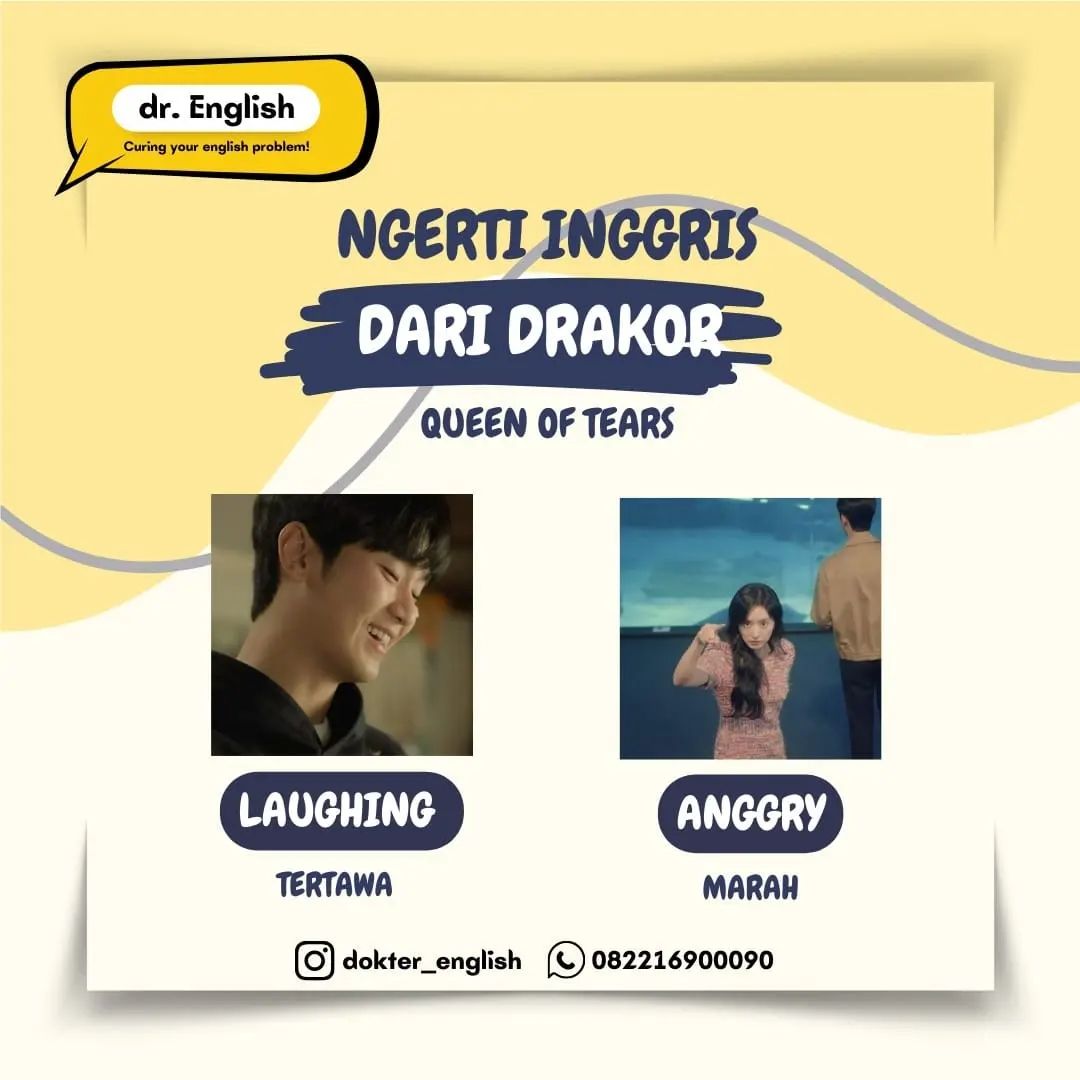 dr. English
Curing your english problem!
NGERTI INGGRIS
DARI DRAKOR
QUEEN OF TEARS
LAUGHING
TERTAWA
ANGGRY
MARAH
dokter_english
082216900090